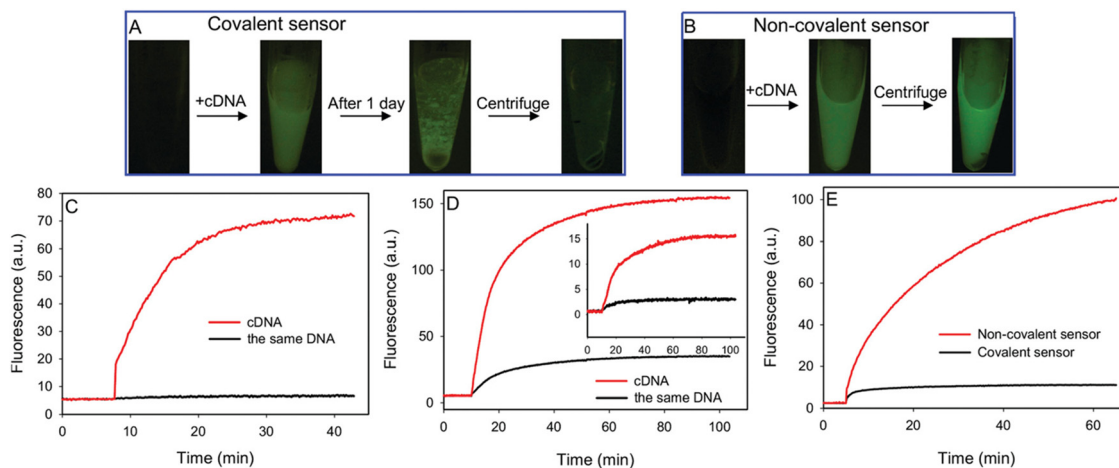 A Covalent sensor
+cDNA
After 1 day
Centrifuge
B Non-covalent sensor
+cDNA
Centrifuge
C
Fluorescence (a.u.)
80
70
60
50
40
30
20
10
0
cDNA
the same DNA
0 10 20 30 40
Time (min)
D
Fluorescence (a.u.)
150
100
50
0
15
10
5
0
0 20 40 60 80 100
cDNA
the same DNA
0 20 40 60 80 100
Time (min)
E
Fluorescence (a.u.)
100
80
60
40
20
0
Non-covalent sensor
Covalent sensor
0 20 40 60
Time (min)